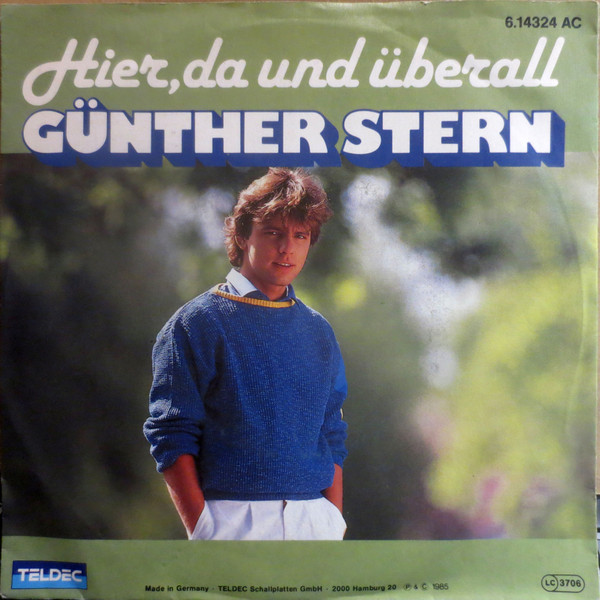 6.14324 AC
Hier, da und überall
GÜNTHER STERN
TELDEC
Made in Germany · TELDEC Schallplatten GmbH · 2000 Hamburg 20 ℗ & © 1985
LC 3706